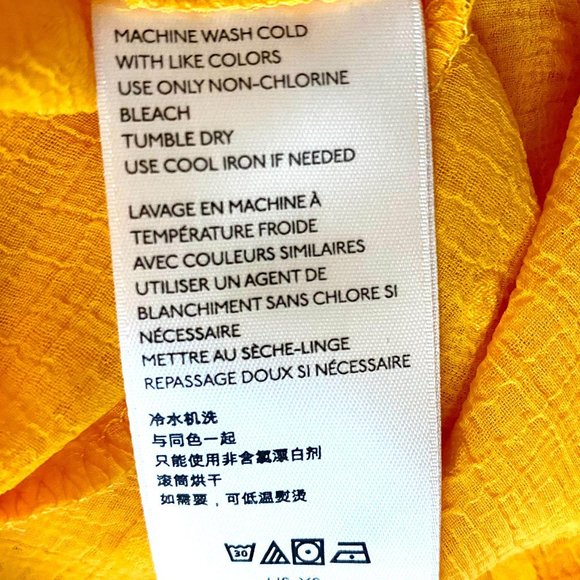 MACHINE WASH COLD
WITH LIKE COLORS
USE ONLY NON-CHLORINE
BLEACH
TUMBLE DRY
USE COOL IRON IF NEEDED
LAVAGE EN MACHINE À
TEMPÉRATURE FROIDE
AVEC COULEURS SIMILAIRES
UTILISER UN AGENT DE
BLANCHIMENT SANS CHLORE SI
NÉCESSAIRE
METTRE AU SÈCHE-LINGE
REPASSAGE DOUX SI NÉCESSAIRE
冷水机洗
与同色一起
只能使用非含氯漂白剂
滚筒烘干
如需要，可低温熨烫
30